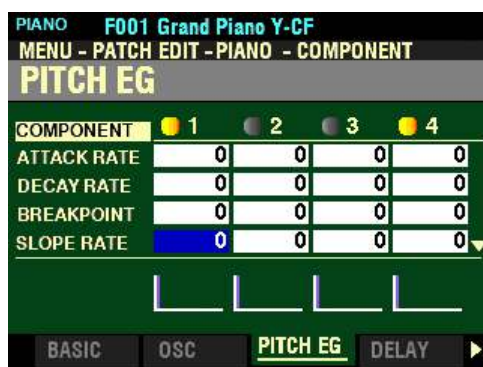 PIANO F001 Grand Piano Y-CF
MENU - PATCH EDIT - PIANO - COMPONENT
PITCH EG
COMPONENT 1 2 3 4
ATTACK RATE 0 0 0 0
DECAY RATE 0 0 0 0
BREAKPOINT 0 0 0 0
SLOPE RATE 0 0 0 0
BASIC OSC PITCH EG DELAY